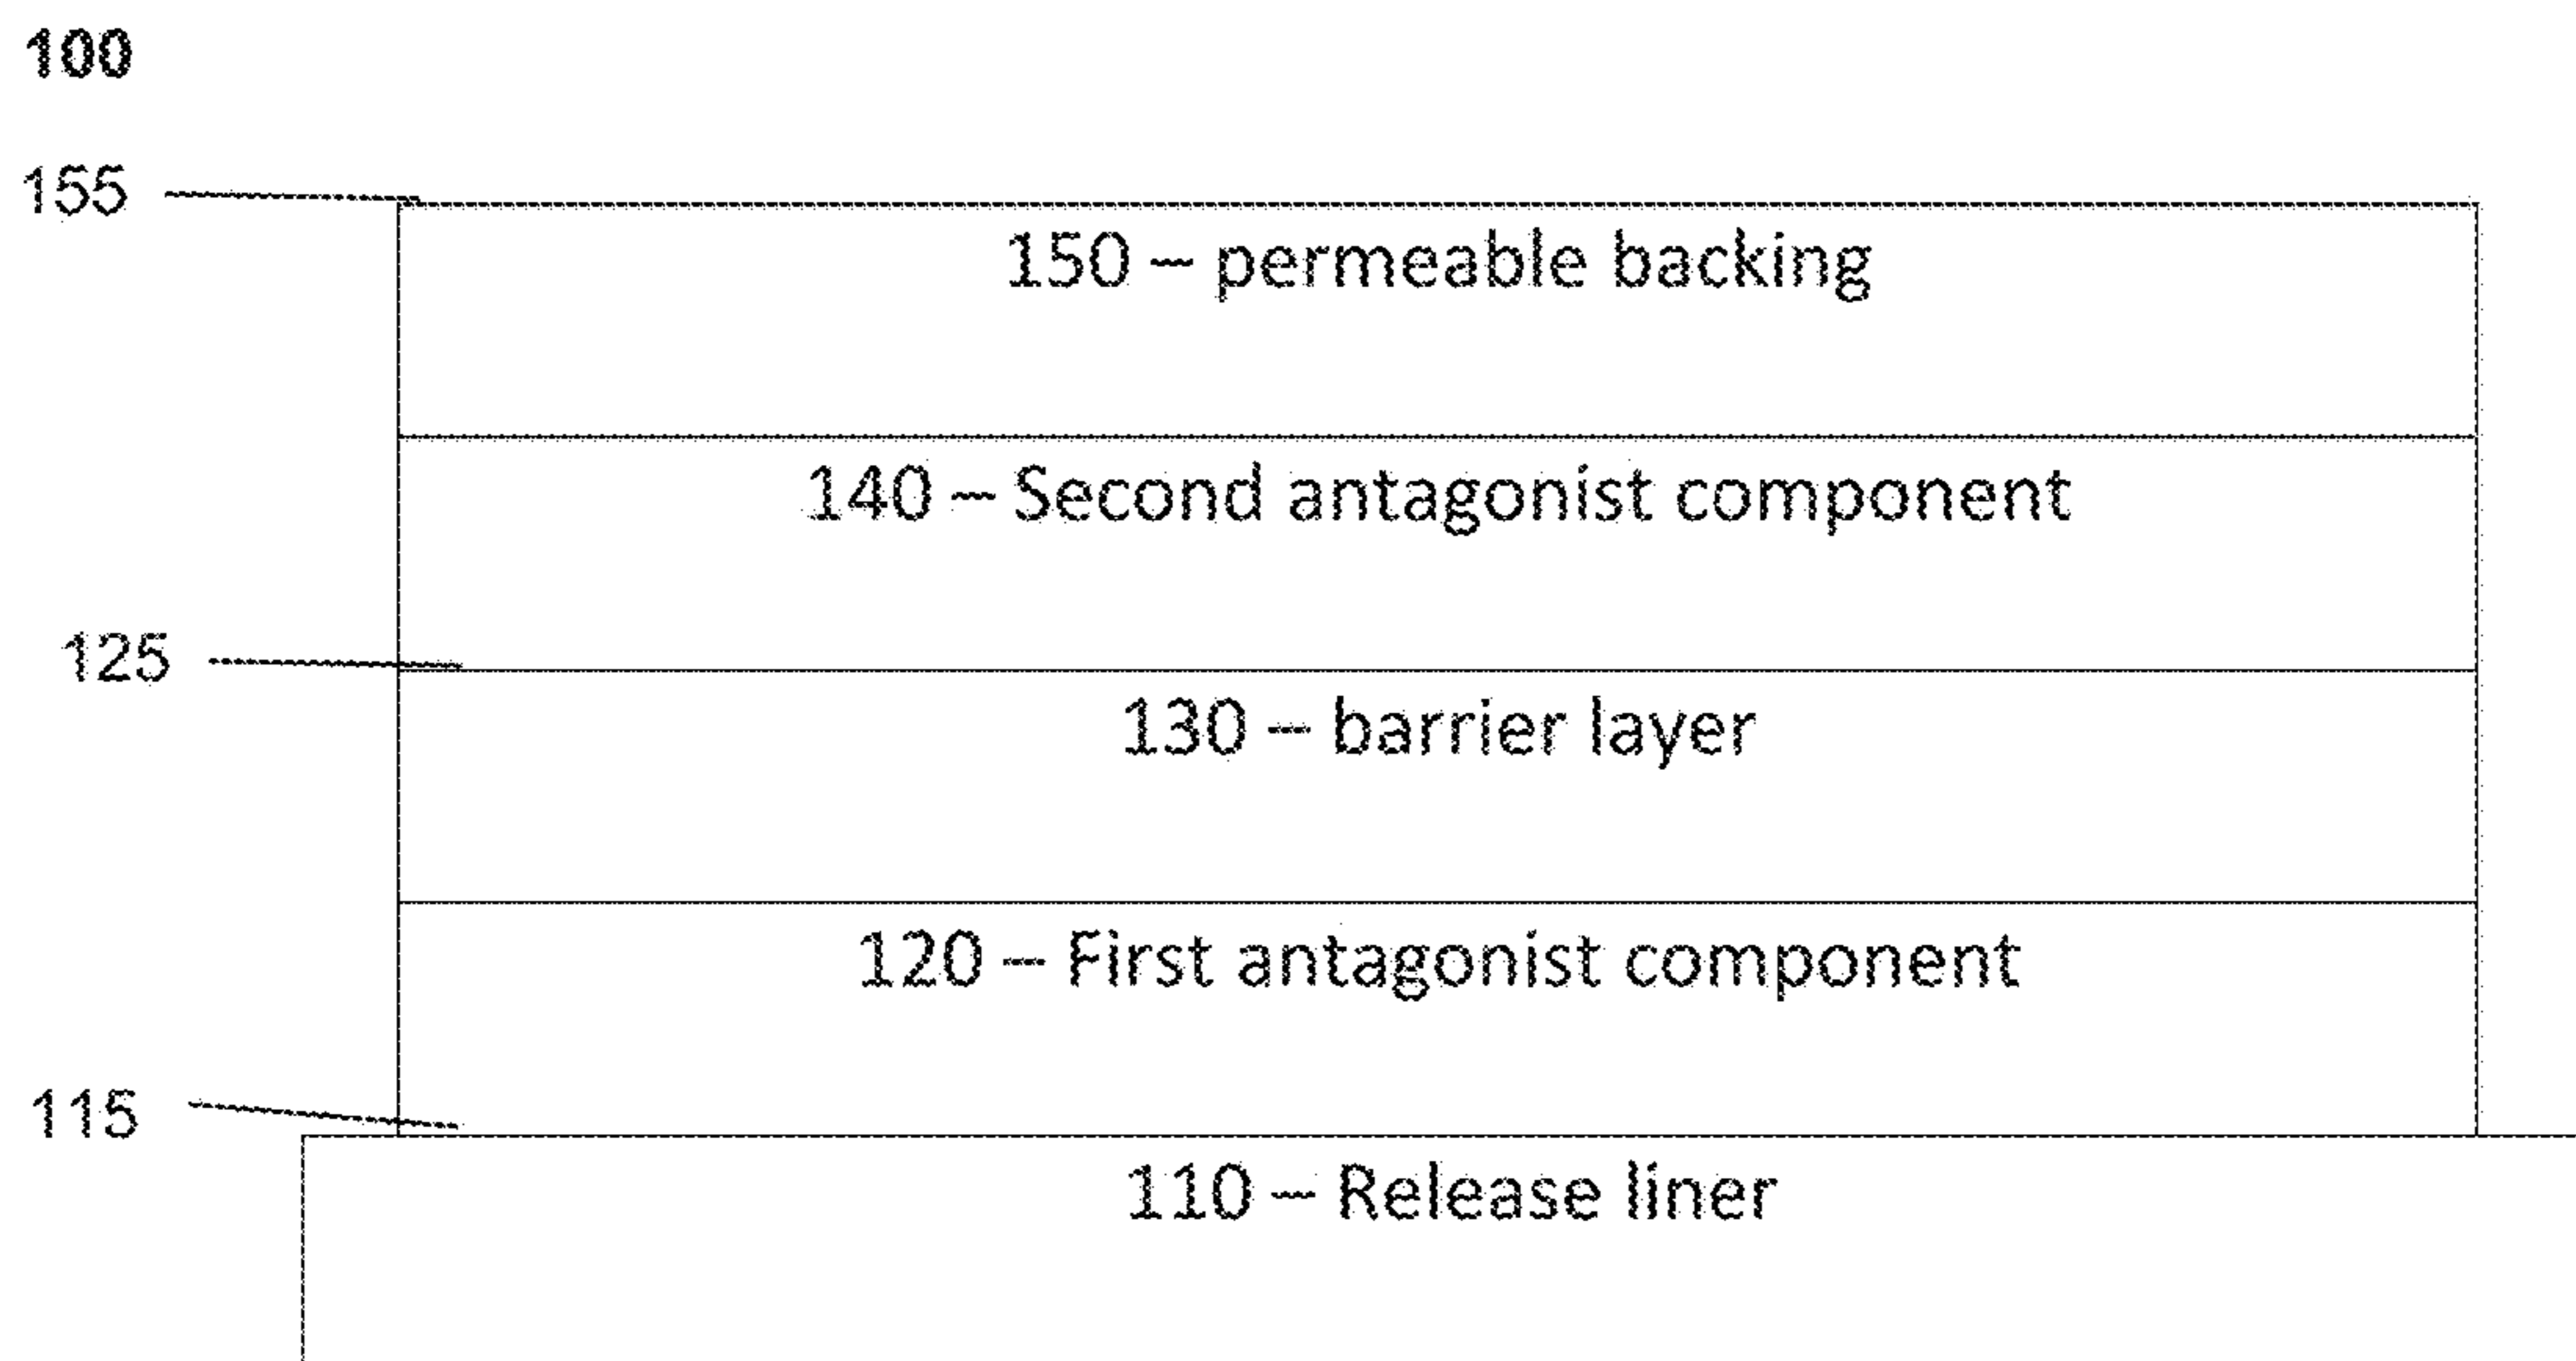 100
155
150 – permeable backing
140 – Second antagonist component
125
130 – barrier layer
120 – First antagonist component
115
110 – Release liner